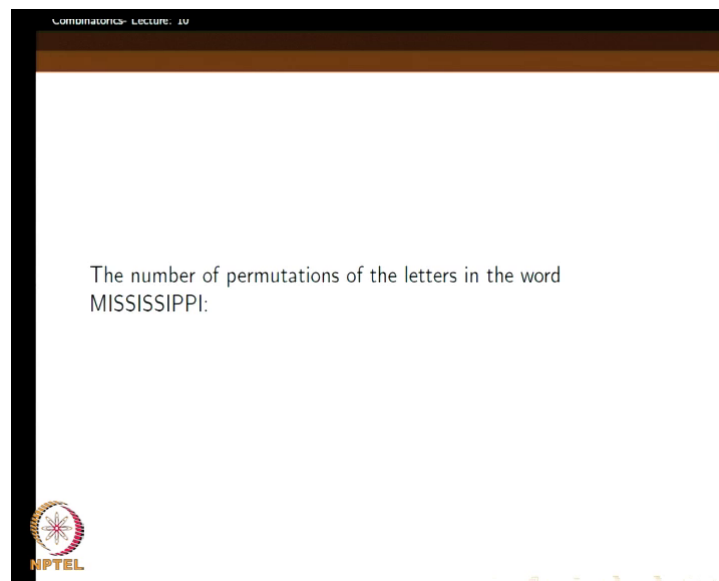 Combinatorics- Lecture: 10
The number of permutations of the letters in the word
MISSISSIPPI:
NPTEL